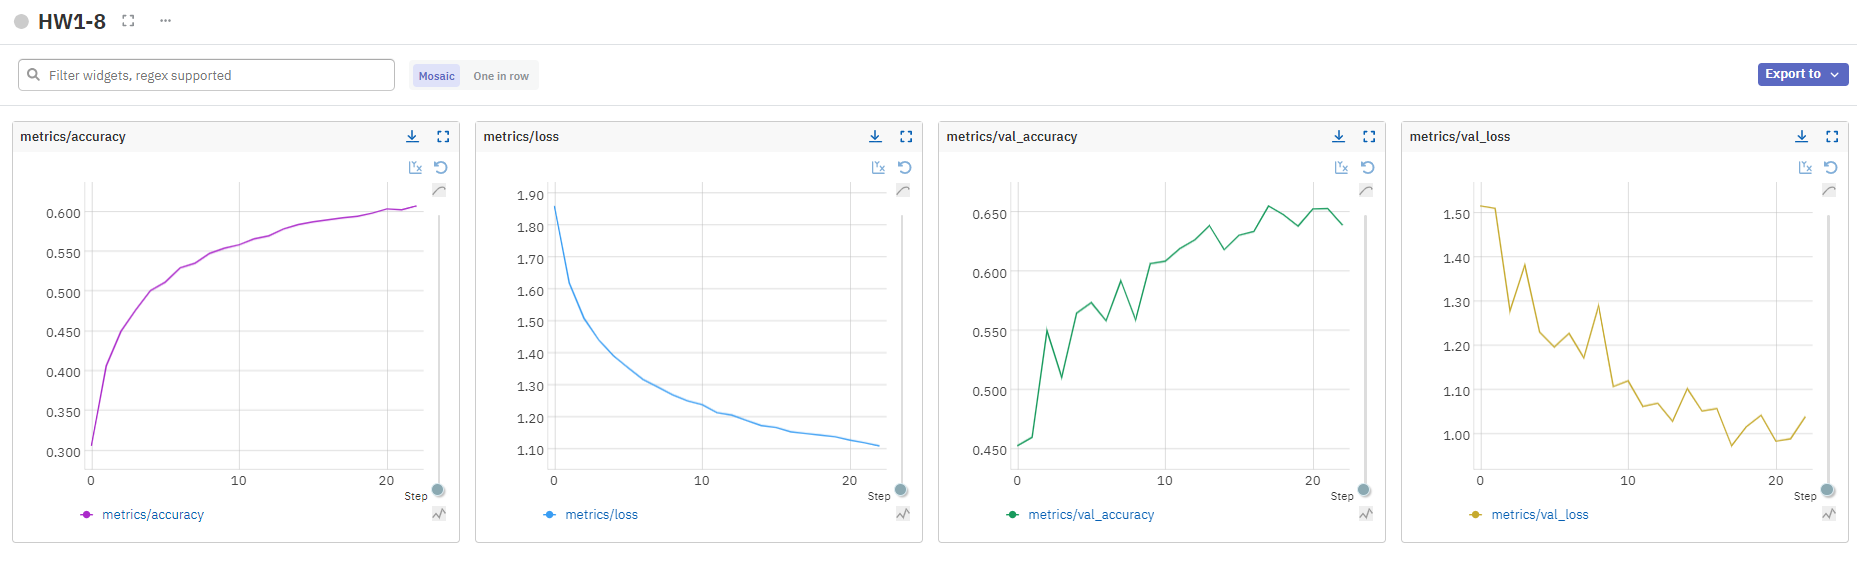 HW1-8
Filter widgets, regex supported
Mosaic
One in row
Export to
metrics/accuracy
0.600
0.550
0.500
0.450
0.400
0.350
0.300
0
10
20
Step
metrics/accuracy
metrics/loss
1.90
1.80
1.70
1.60
1.50
1.40
1.30
1.20
1.10
0
10
20
Step
metrics/loss
metrics/val_accuracy
0.650
0.600
0.550
0.500
0.450
0
10
20
Step
metrics/val_accuracy
metrics/val_loss
1.50
1.40
1.30
1.20
1.10
1.00
0
10
20
Step
metrics/val_loss